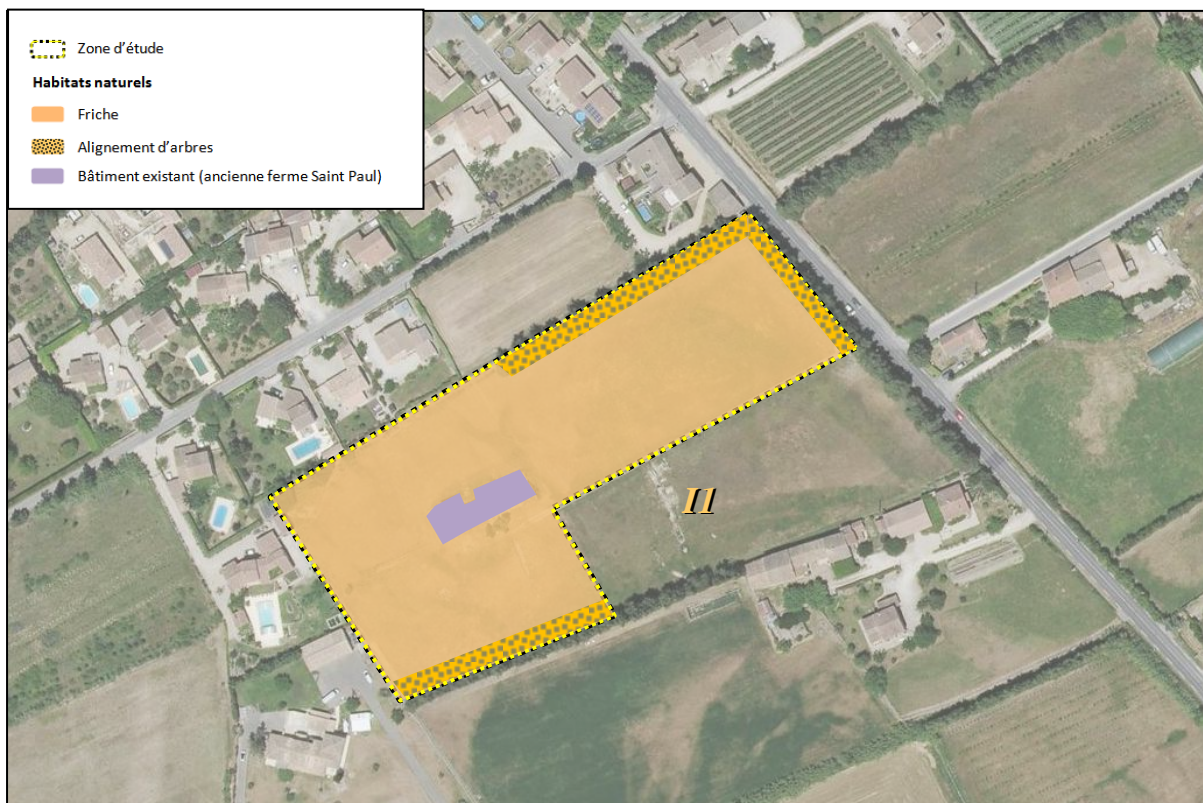 Zone d'étude
Habitats naturels
Friche
Alignement d'arbres
Bâtiment existant (ancienne ferme Saint Paul)
I1